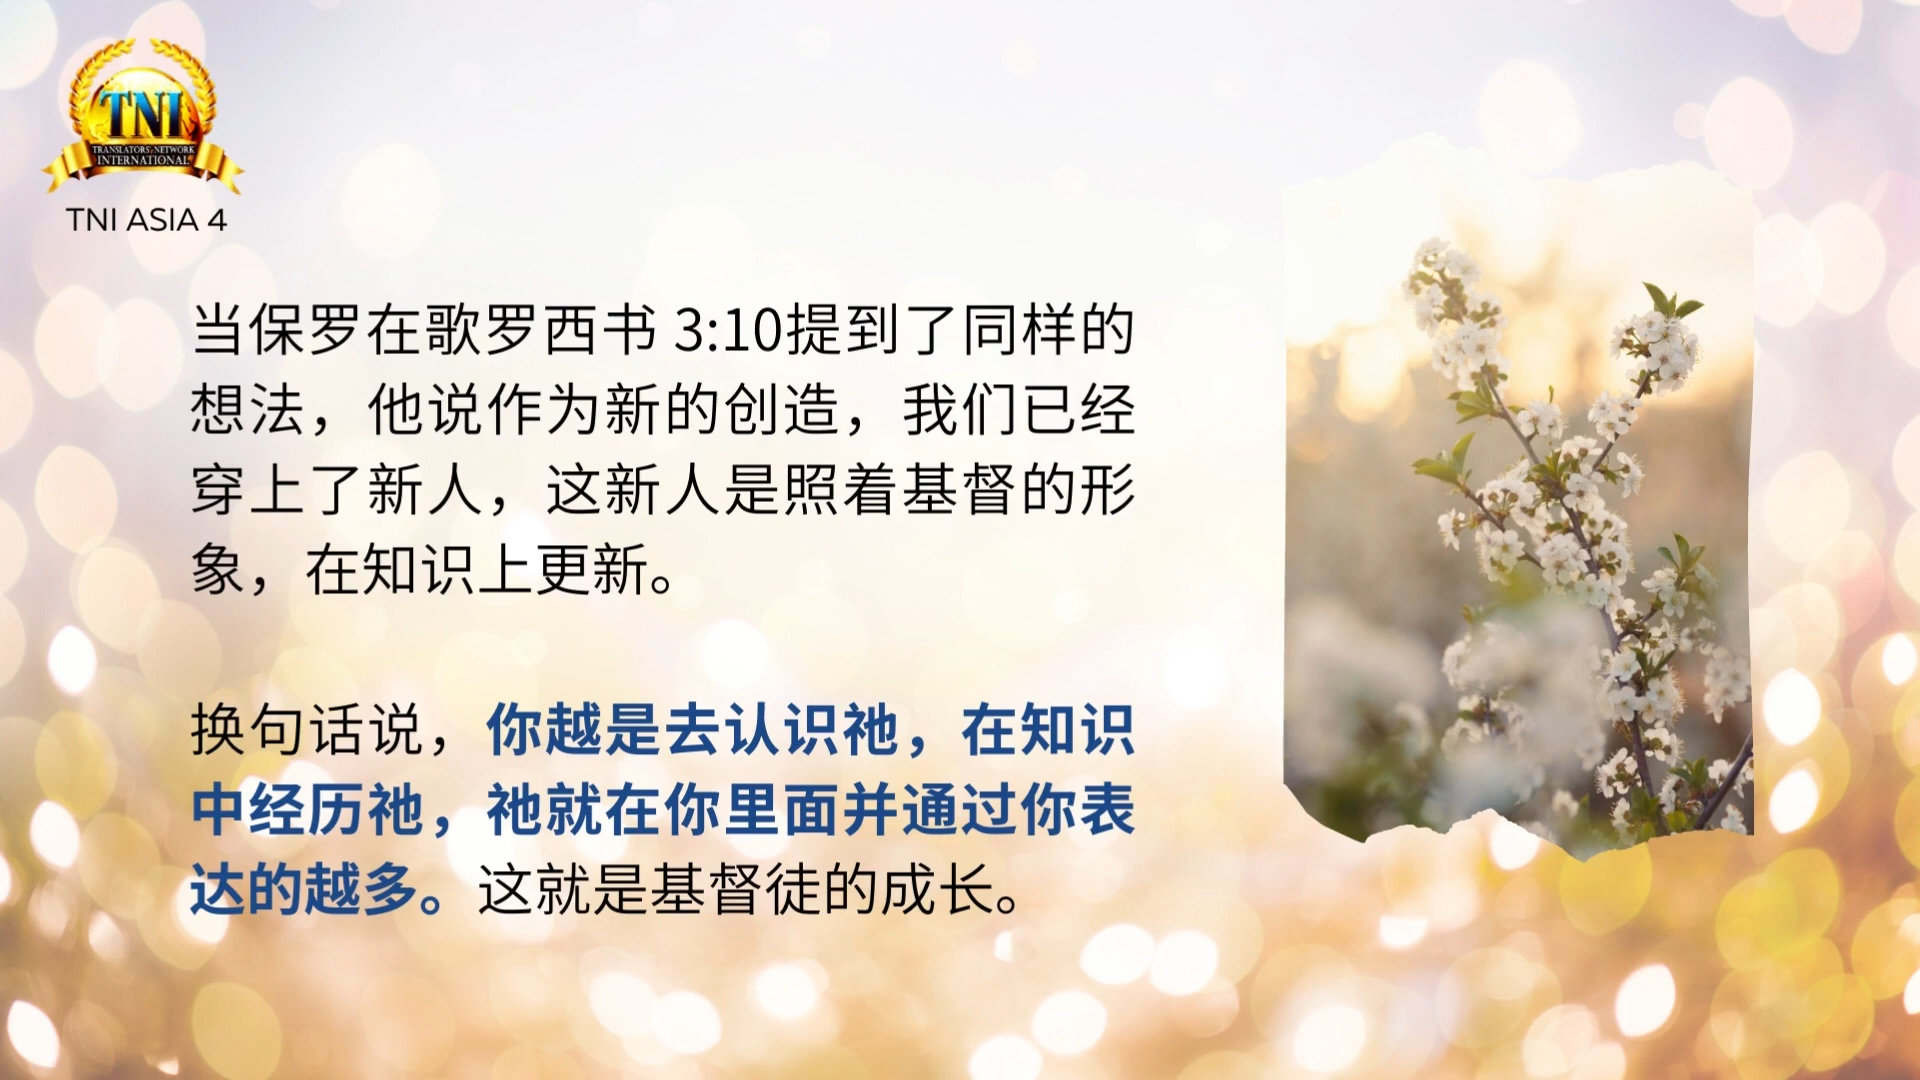 TNI
TRANSLATORS' NETWORK
INTERNATIONAL
TNI ASIA 4
当保罗在歌罗西书 3:10提到了同样的
想法，他说作为新的创造，我们已经
穿上了新人，这新人是照着基督的形
象，在知识上更新。
换句话说，你越是去认识祂，在知识
中经历祂，祂就在你里面并通过你表
达的越多。这就是基督徒的成长。